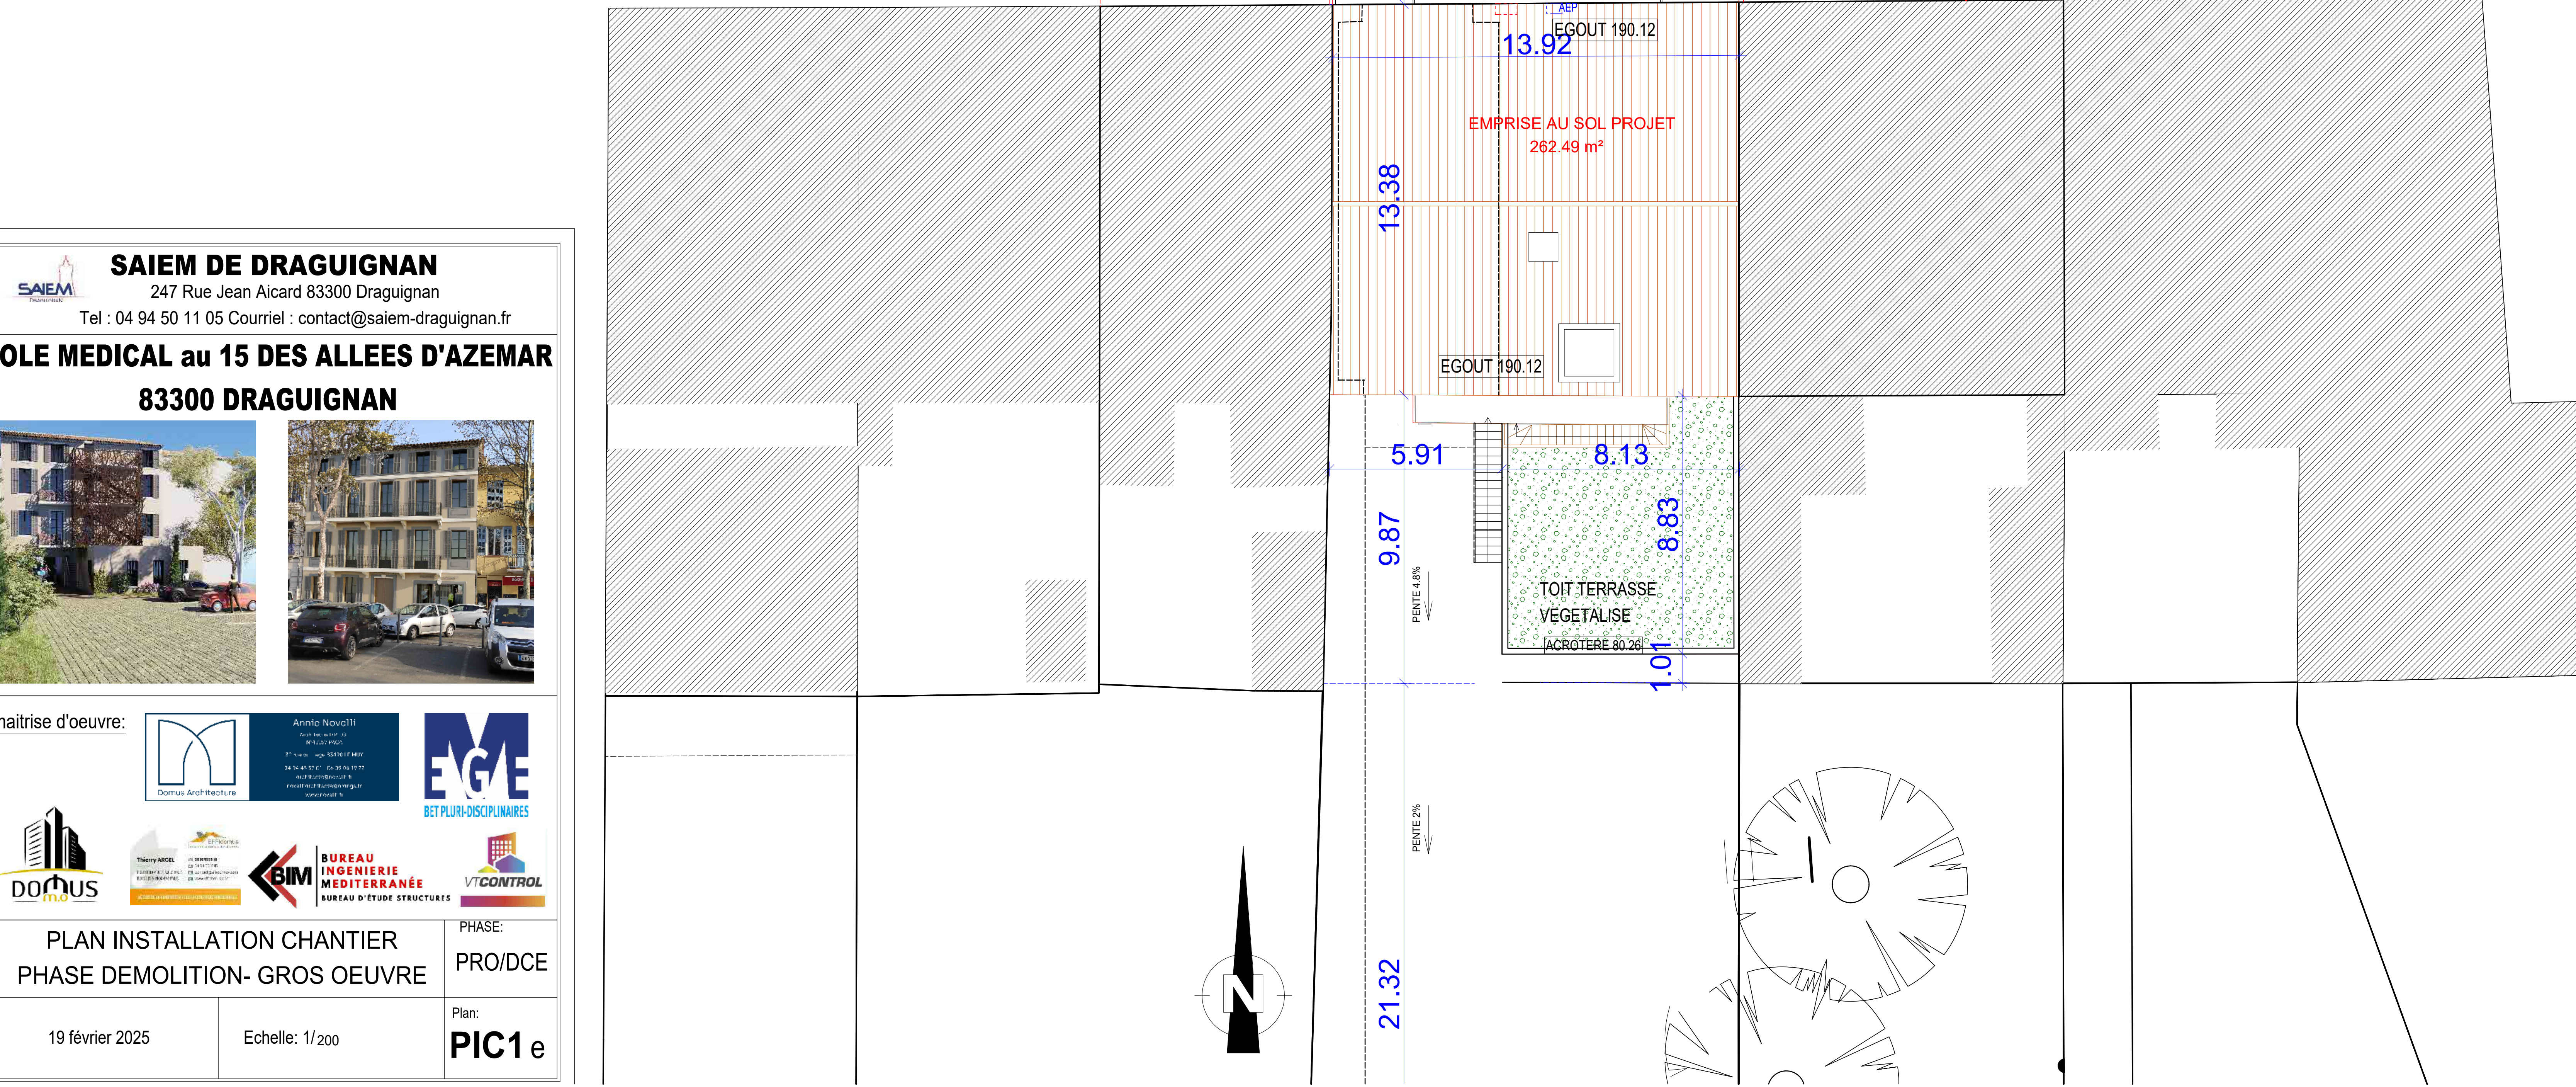 SAIEM
SAIEM DE DRAGUIGNAN
247 Rue Jean Aicard 83300 Draguignan
Tel : 04 94 50 11 05 Courriel : contact@saiem-draguignan.fr
OLE MEDICAL au 15 DES ALLEES D'AZEMAR
83300 DRAGUIGNAN
naitrise d'oeuvre:
Domus Architecture
Annie Novelli
EGE
BET PLURI-DISCIPLINAIRES
DOMUS
m.o
Thierry ARGEL
BIM
BUREAU
INGENIERIE
MEDITERRANÉE
BUREAU D'ÉTUDE STRUCTURES
VTCONTROL
PLAN INSTALLATION CHANTIER
PHASE DEMOLITION- GROS OEUVRE
PHASE:
PRO/DCE
19 février 2025
Echelle: 1/200
Plan:
PIC1 e
AEP
EGOUT 190.12
13.92
EMPRISE AU SOL PROJET
262.49 m²
13.38
EGOUT 190.12
5.91
8.13
9.87
8.83
PENTE 4.8%
TOIT TERRASSE
VEGETALISE
ACROTERE 80.26
1.01
PENTE 2%
N
21.32